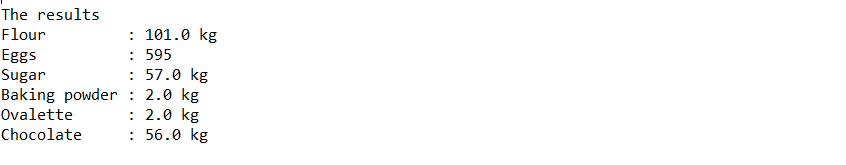 The results
Flour         : 101.0 kg
Eggs          : 595
Sugar         : 57.0 kg
Baking powder : 2.0 kg
Ovalette      : 2.0 kg
Chocolate     : 56.0 kg